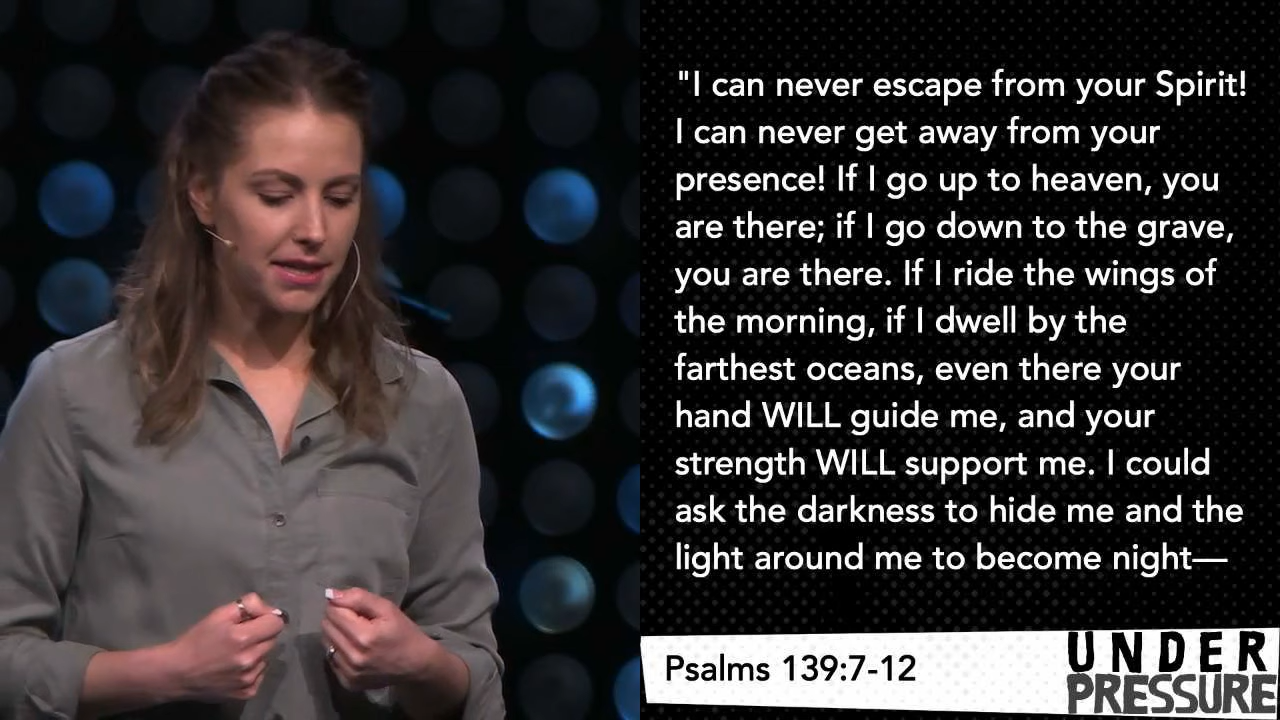 "I can never escape from your Spirit!
I can never get away from your
presence! If I go up to heaven, you
are there; if I go down to the grave,
you are there. If I ride the wings of
the morning, if I dwell by the
farthest oceans, even there your
hand WILL guide me, and your
strength WILL support me. I could
ask the darkness to hide me and the
light around me to become night—
Psalms 139:7-12
UNDER
PRESSURE